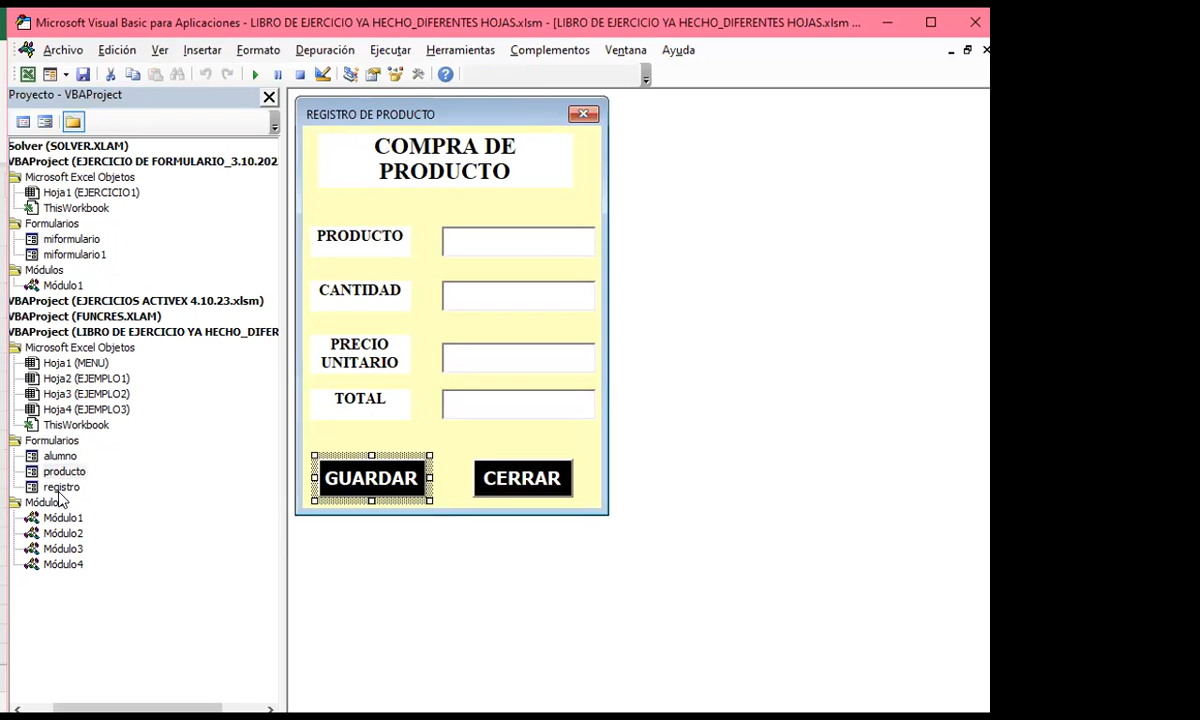 Microsoft Visual Basic para Aplicaciones - LIBRO DE EJERCICIO YA HECHO_DIFERENTES HOJAS.xlsm - [LIBRO DE EJERCICIO YA HECHO_DIFERENTES HOJAS.xlsm ...
Archivo Edición Ver Insertar Formato Depuración Ejecutar Herramientas Complementos Ventana Ayuda
Proyecto - VBAProject
Solver (SOLVER.XLAM)
VBAProject (EJERCICIO DE FORMULARIO_3.10.202
Microsoft Excel Objetos
Hoja1 (EJERCICIO1)
ThisWorkbook
Formularios
miformulario
miformulario1
Módulos
Módulo1
VBAProject (EJERCICIOS ACTIVEX 4.10.23.xlsm)
VBAProject (FUNCRES.XLAM)
VBAProject (LIBRO DE EJERCICIO YA HECHO_DIFER
Microsoft Excel Objetos
Hoja1 (MENU)
Hoja2 (EJEMPLO1)
Hoja3 (EJEMPLO2)
Hoja4 (EJEMPLO3)
ThisWorkbook
Formularios
alumno
producto
registro
Módulo
Módulo1
Módulo2
Módulo3
Módulo4
REGISTRO DE PRODUCTO
COMPRA DE
PRODUCTO
PRODUCTO
CANTIDAD
PRECIO
UNITARIO
TOTAL
GUARDAR CERRAR